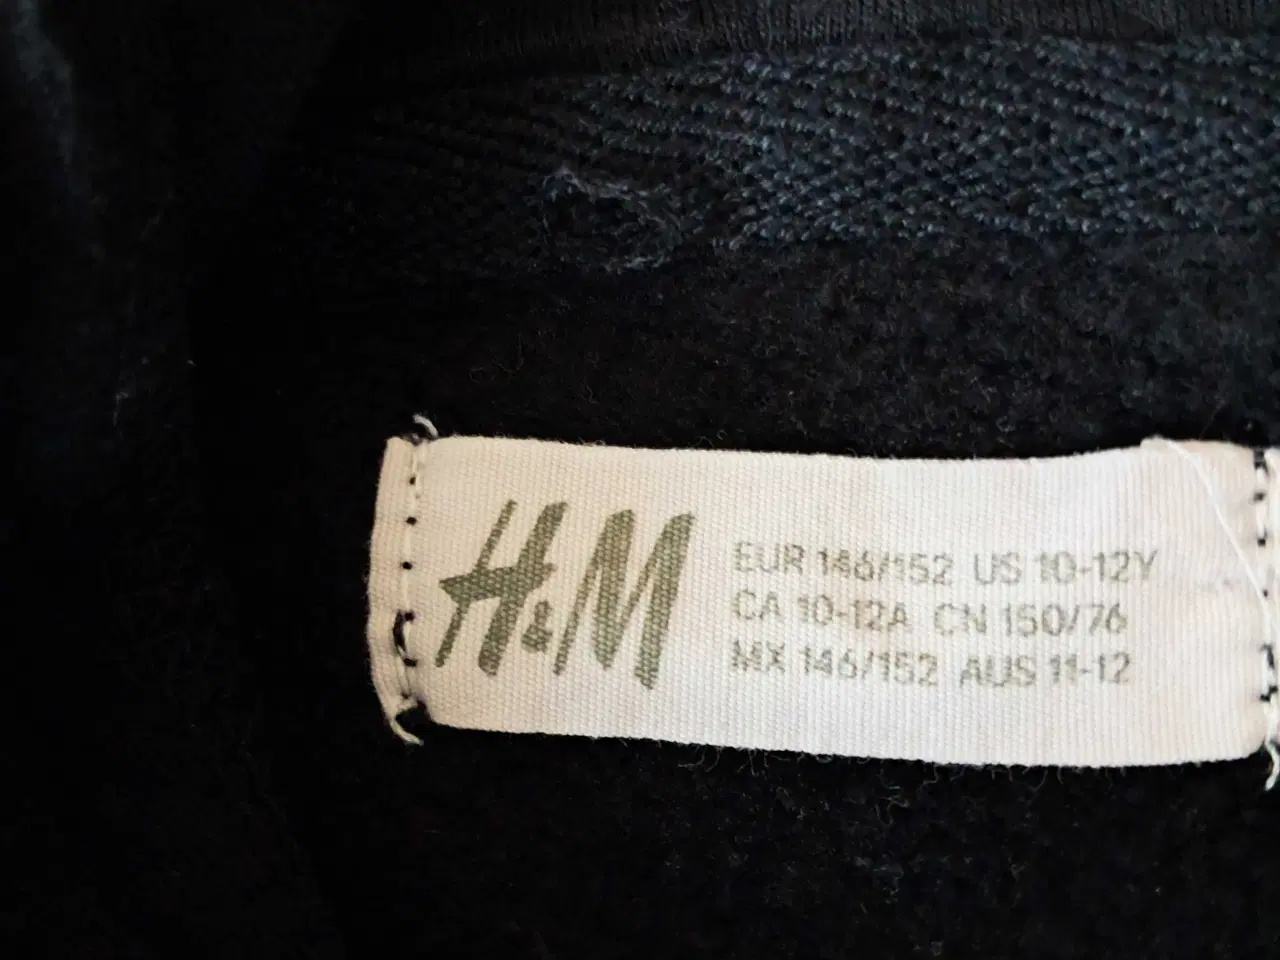 H&M
EUR 146/152 US 10-12Y
CA 10-12A CN 150/76
MX 146/152 AUS 11-12